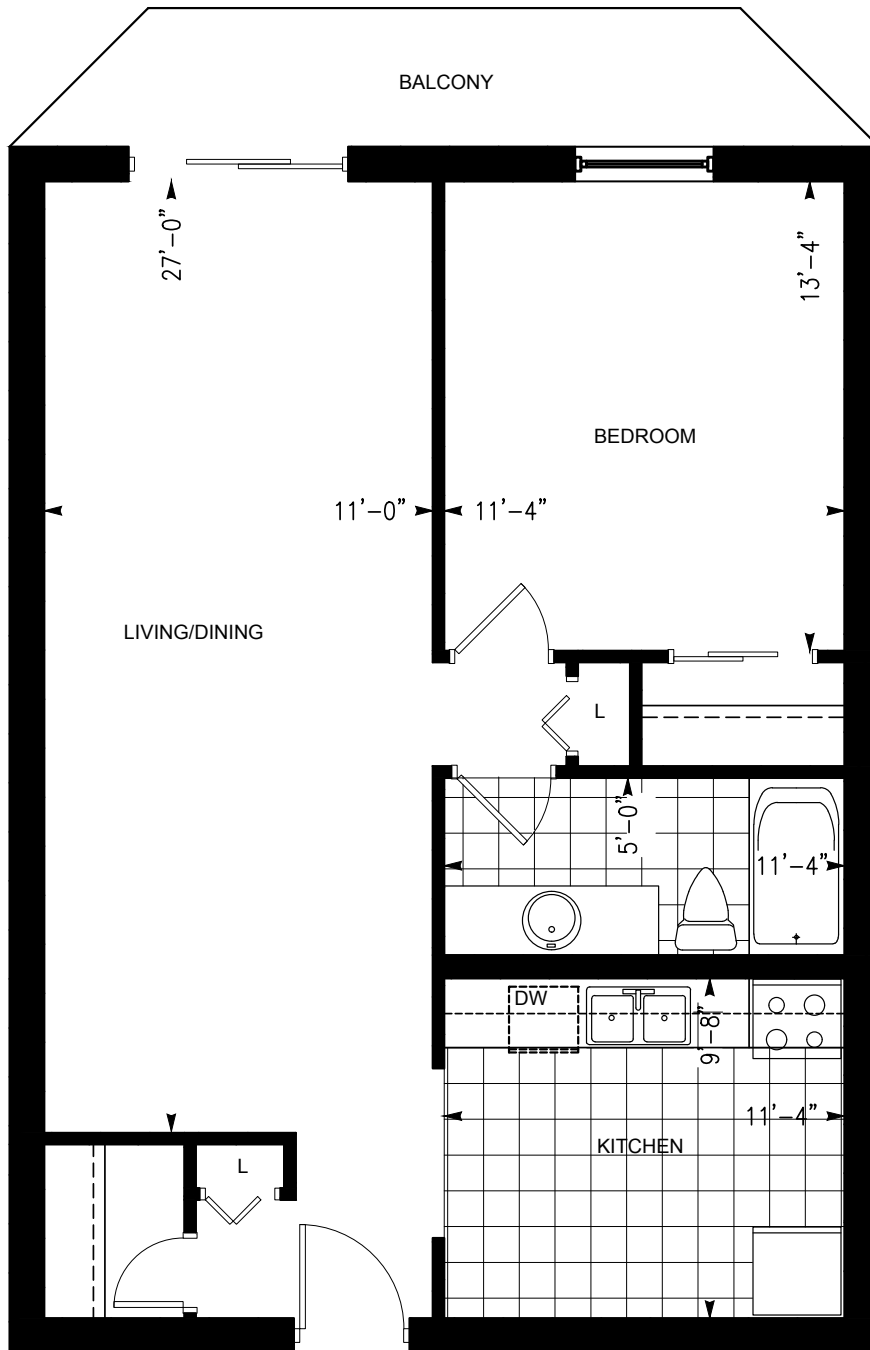 BALCONY
27'-0"
13'-4"
BEDROOM
11'-0"
11'-4"
LIVING/DINING
L
5'-0"
11'-4"
DW
9'-8"
11'-4"
KITCHEN
L